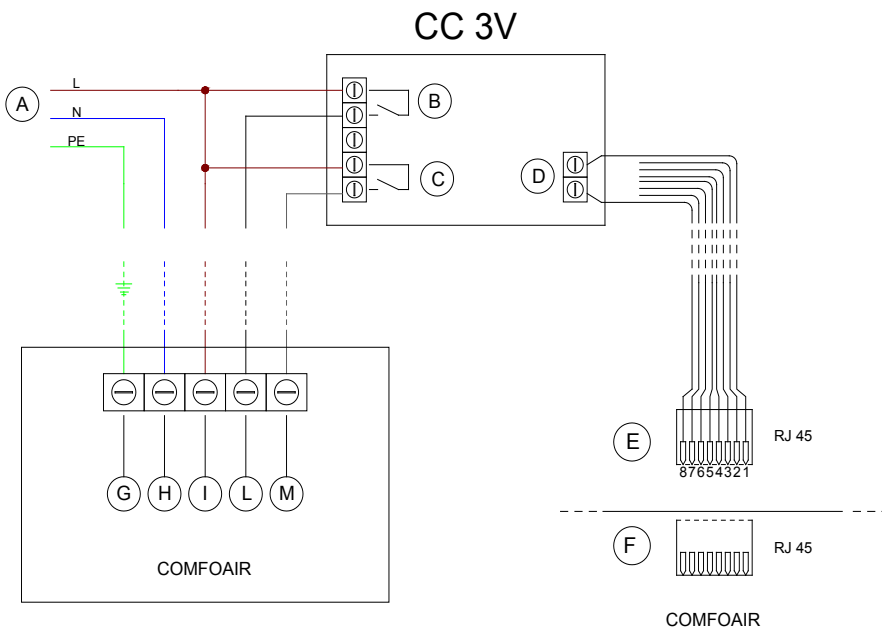 CC 3V
L
A
N
PE
B
C
D
E
RJ 45
87654321
G H I L M
F
RJ 45
COMFOAIR
COMFOAIR